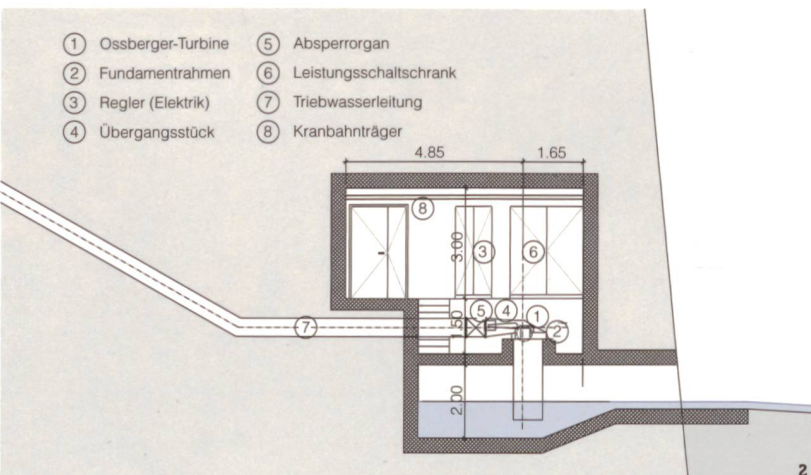 1 Ossberger-Turbine
2 Fundamentrahmen
3 Regler (Elektrik)
4 Übergangsstück
5 Absperrorgan
6 Leistungsschaltschrank
7 Triebwasserleitung
8 Kranbahnträger
4.85 1.65
8
3.00
3
6
5
4
1
1.50
2
7
2.00
2